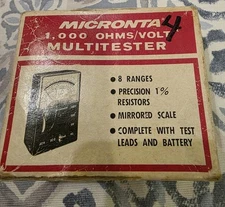 MICRONTA
4
1,000 OHMS/VOLT
MULTITESTER
• 8 RANGES
• PRECISION 1%
RESISTORS
• MIRRORED SCALE
• COMPLETE WITH TEST
LEADS AND BATTERY